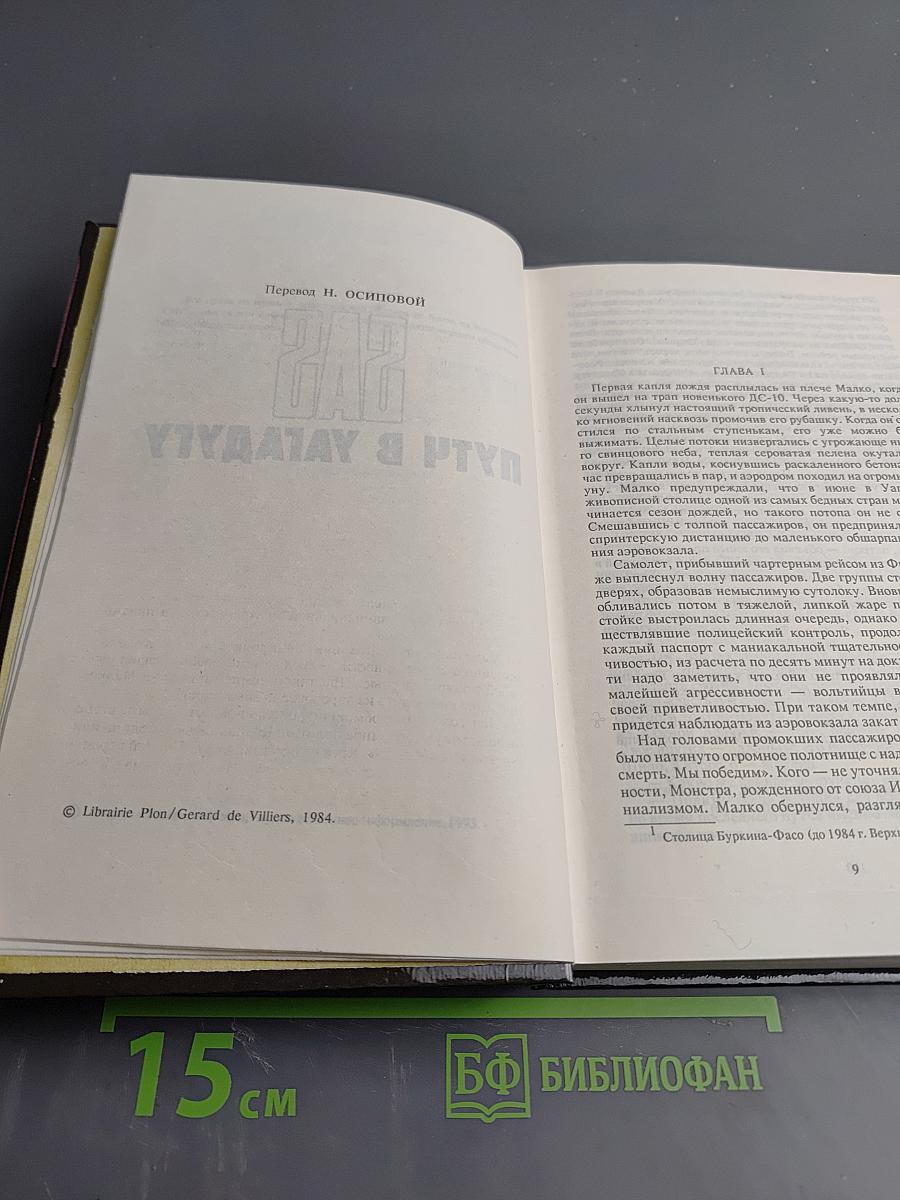 Перевод Н. ОСИПОВОЙ
SAS
ПУТЧ В УАГАДУГУ
© Librairie Plon/Gerard de Villiers, 1984.
ГЛАВА I
Первая капля дождя расплылась на плече Малко, ког
он вышел на трап новенького ДС-10. Через какую-то дол
секунды хлынул настоящий тропический ливень, в неско
ко мгновений насквозь промочив его рубашку. Когда он с
стился по стальным ступенькам, его уже можно б
выжимать. Целые потоки низвергались с угрожающе ни
го свинцового неба, теплая сероватая пелена окутал
вокруг. Капли воды, коснувшись раскаленного бетона
час превращались в пар, и аэродром походил на огром
уну. Малко предупреждали, что в июне в Уаг
живописной столице одной из самых бедных стран м
чинается сезон дождей, но такого потопа он не о
Смешавшись с толпой пассажиров, он предпринял
спринтерскую дистанцию до маленького обшарпа
ния аэровокзала.
Самолет, прибывший чартерным рейсом из Ф
же выплеснул волну пассажиров. Две группы ст
дверях, образовав немыслимую сутолоку. Внов
обливались потом в тяжелой, липкой жаре п
стойке выстроилась длинная очередь, однако
ществлявшие полицейский контроль, продол
каждый паспорт с маниакальной тщательно
чивостью, из расчета по десять минут на док
ти надо заметить, что они не проявлял
малейшей агрессивности — вольтийцы в
своей приветливостью. При таком темпе,
придется наблюдать из аэровокзала закат
Над головами промокших пассажиро
было натянуто огромное полотнище с над
смерть. Мы победим». Кого — не уточня
ности, Монстра, рожденного от союза И
ниализмом. Малко обернулся, разгля
1 Столица Буркина-Фасо (до 1984 г. Верх
9
15 см
БФ БИБЛИОФАН